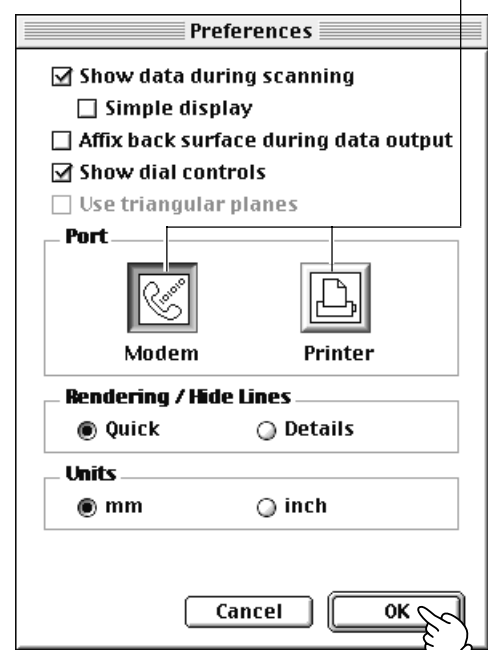 Preferences
Show data during scanning
Simple display
Affix back surface during data output
Show dial controls
Use triangular planes
Port
Modem Printer
Rendering / Hide Lines
Quick Details
Units
mm inch
Cancel OK